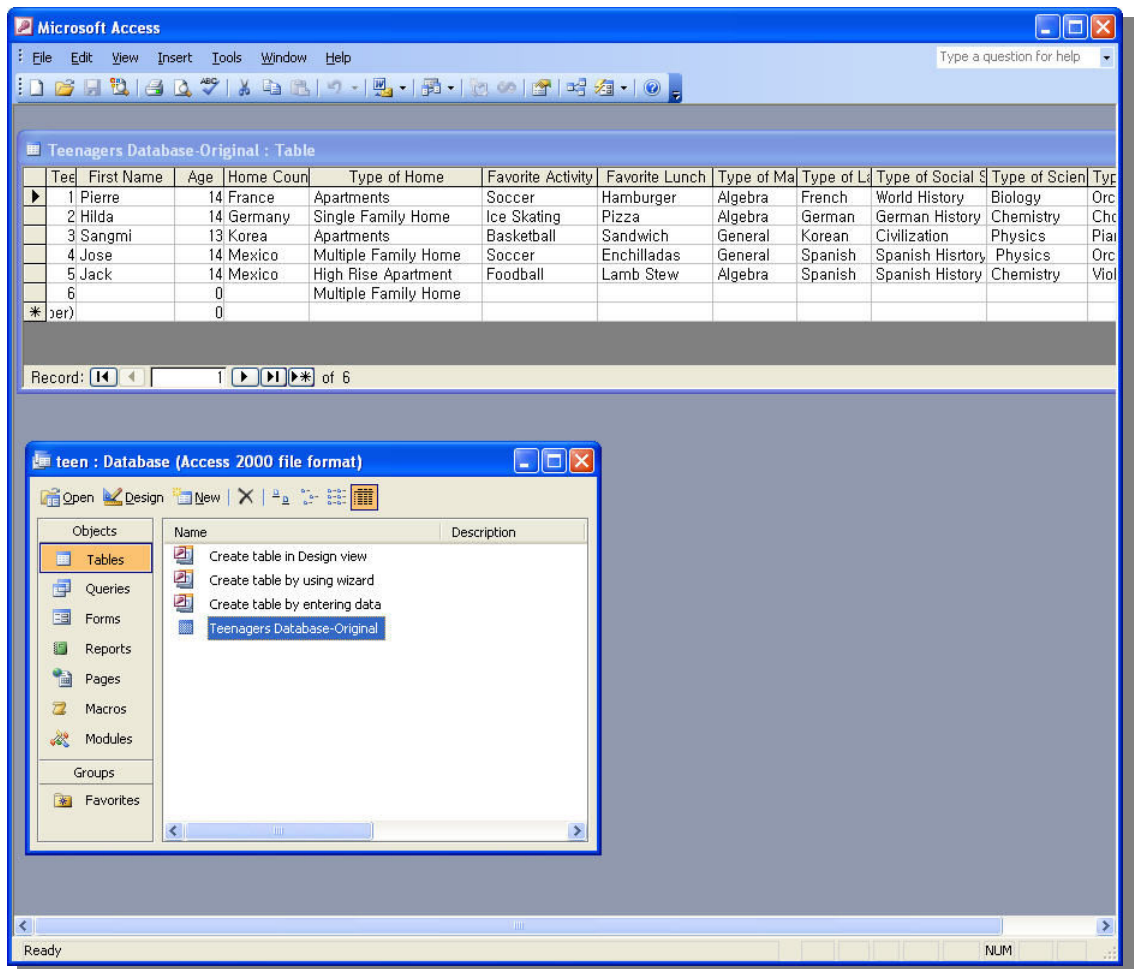 Microsoft Access
File Edit View Insert Tools Window Help Type a question for help
Teenagers Database-Original : Table
Tee First Name Age Home Coun Type of Home Favorite Activity Favorite Lunch Type of Ma Type of La Type of Social S Type of Scien Typ
1 Pierre 14 France Apartments Soccer Hamburger Algebra French World History Biology Orc
2 Hilda 14 Germany Single Family Home Ice Skating Pizza Algebra German German History Chemistry Cho
3 Sangmi 13 Korea Apartments Basketball Sandwich General Korean Civilization Physics Pian
4 Jose 14 Mexico Multiple Family Home Soccer Enchilladas General Spanish Spanish Hisrtory Physics Orc
5 Jack 14 Mexico High Rise Apartment Foodball Lamb Stew Algebra Spanish Spanish History Chemistry Viol
6 0 Multiple Family Home
* ber) 0
Record: 1 of 6
teen : Database (Access 2000 file format)
Open Design New
Objects Name Description
Tables Create table in Design view
Queries Create table by using wizard
Forms Create table by entering data
Reports Teenagers Database-Original
Pages
Macros
Modules
Groups
Favorites
Ready NUM